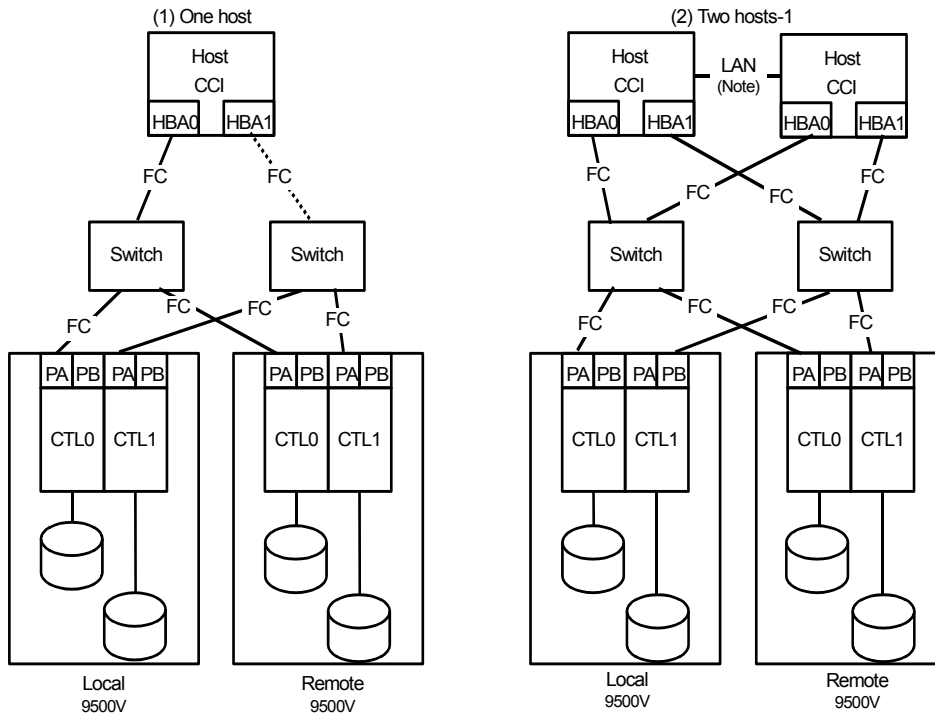 (1) One host
Host
CCI
HBA0 HBA1
FC FC
Switch Switch
FC FC FC FC
PA PB PA PB PA PB PA PB
CTL0 CTL1 CTL0 CTL1
Local Remote
9500V 9500V
(2) Two hosts-1
Host LAN Host
CCI (Note) CCI
HBA0 HBA1 HBA0 HBA1
FC FC FC FC
Switch Switch
FC FC FC FC
PA PB PA PB PA PB PA PB
CTL0 CTL1 CTL0 CTL1
Local Remote
9500V 9500V